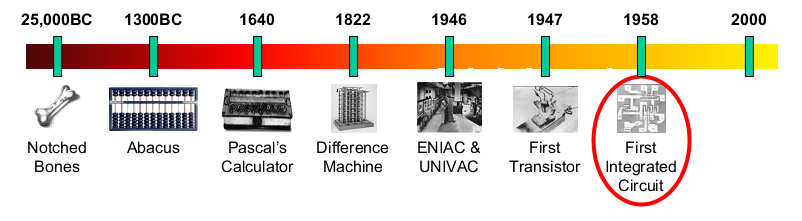 25,000BC 1300BC 1640 1822 1946 1947 1958 2000
Notched
Bones
Abacus
Pascal's
Calculator
Difference
Machine
ENIAC &
UNIVAC
First
Transistor
First
Integrated
Circuit